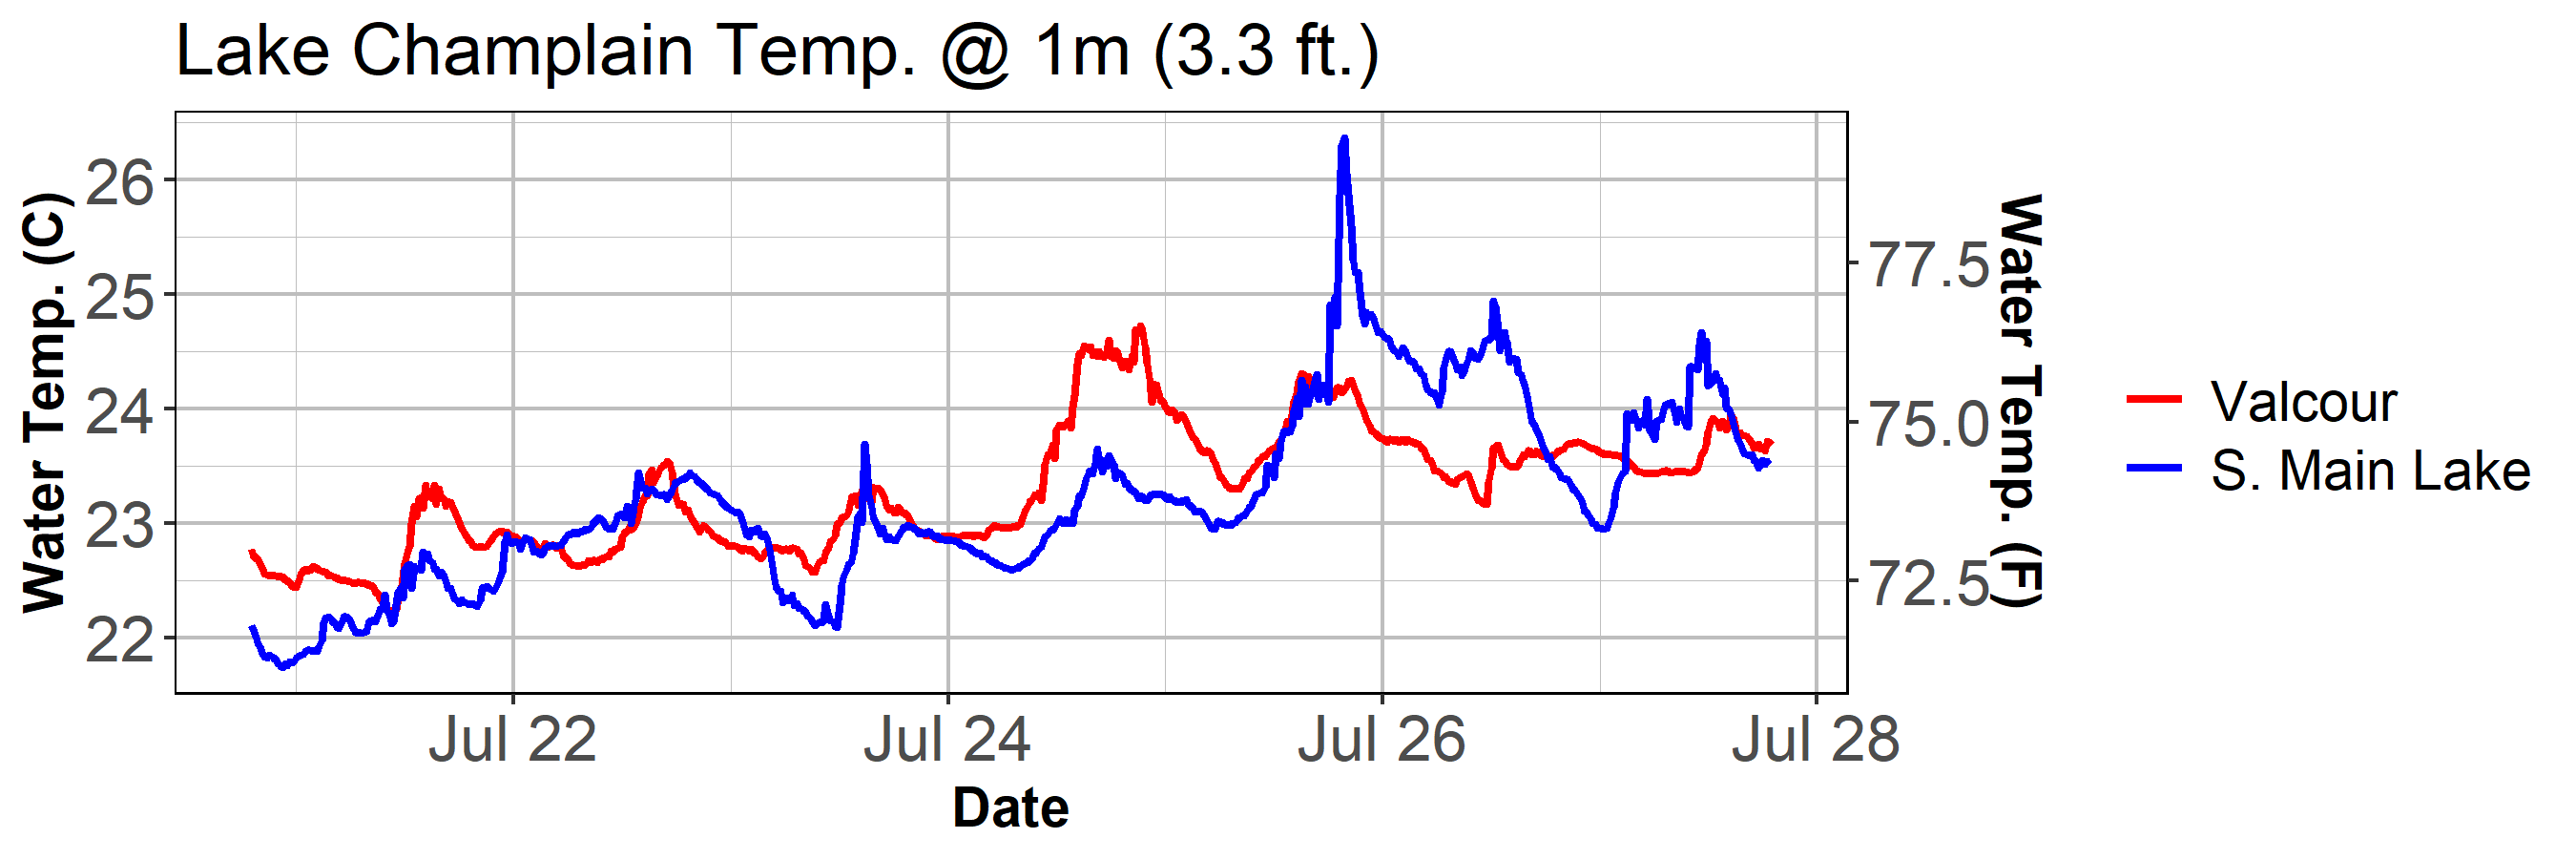 Lake Champlain Temp. @ 1m (3.3 ft.)
Water Temp. (C)
26
25
24
23
22
77.5
75.0
72.5
Water Temp. (F)
Jul 22
Jul 24
Jul 26
Jul 28
Date
Valcour
S. Main Lake